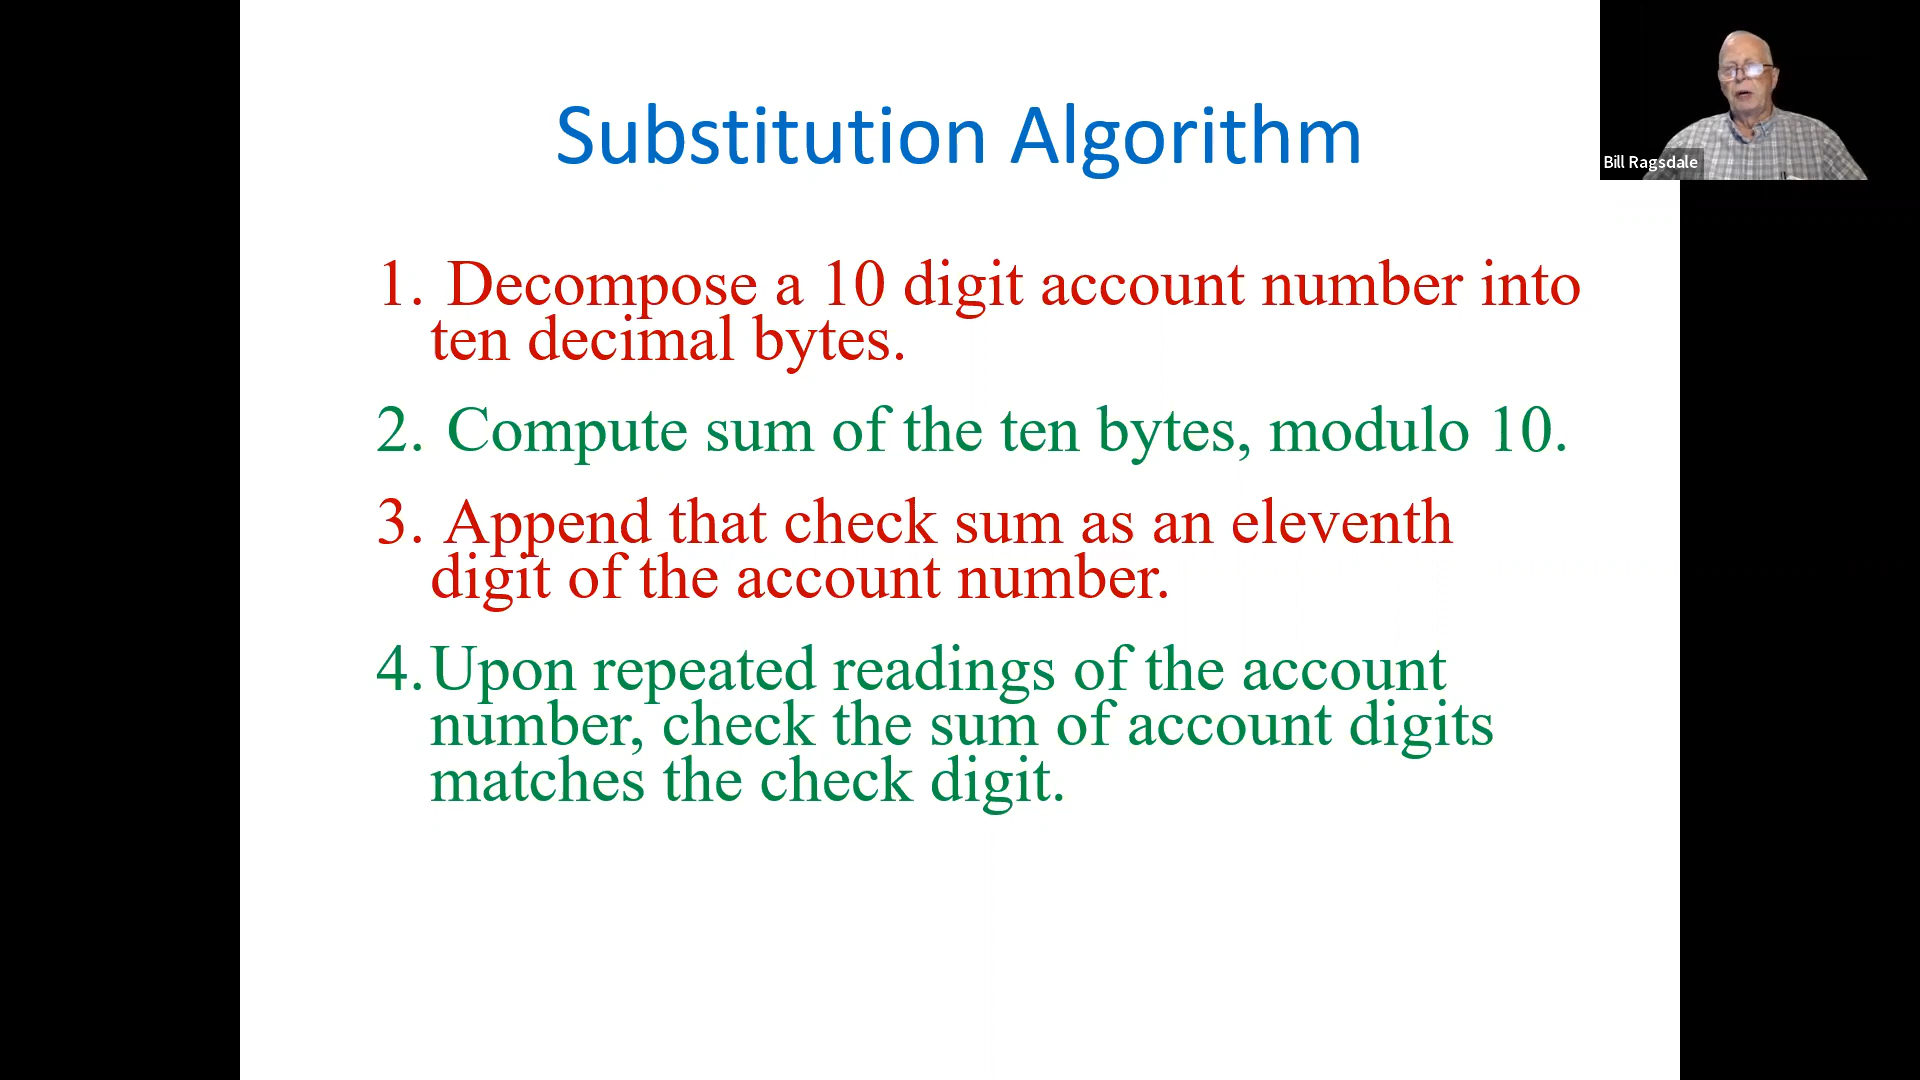 Substitution Algorithm
Bill Ragsdale
1. Decompose a 10 digit account number into
ten decimal bytes.
2. Compute sum of the ten bytes, modulo 10.
3. Append that check sum as an eleventh
digit of the account number.
4. Upon repeated readings of the account
number, check the sum of account digits
matches the check digit.